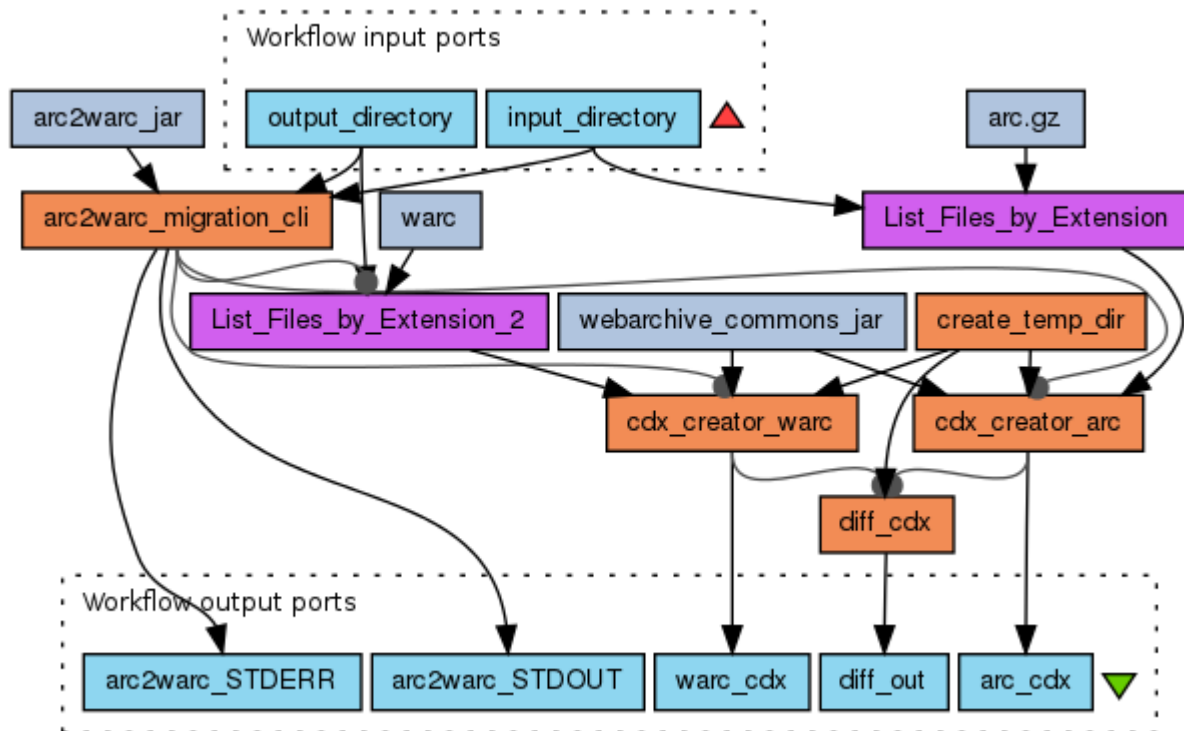 Workflow input ports
arc2warc_jar
output_directory
input_directory
arc.gz
arc2warc_migration_cli
warc
List_Files_by_Extension
List_Files_by_Extension_2
webarchive_commons_jar
create_temp_dir
cdx_creator_warc
cdx_creator_arc
diff_cdx
Workflow output ports
arc2warc_STDERR
arc2warc_STDOUT
warc_cdx
diff_out
arc_cdx